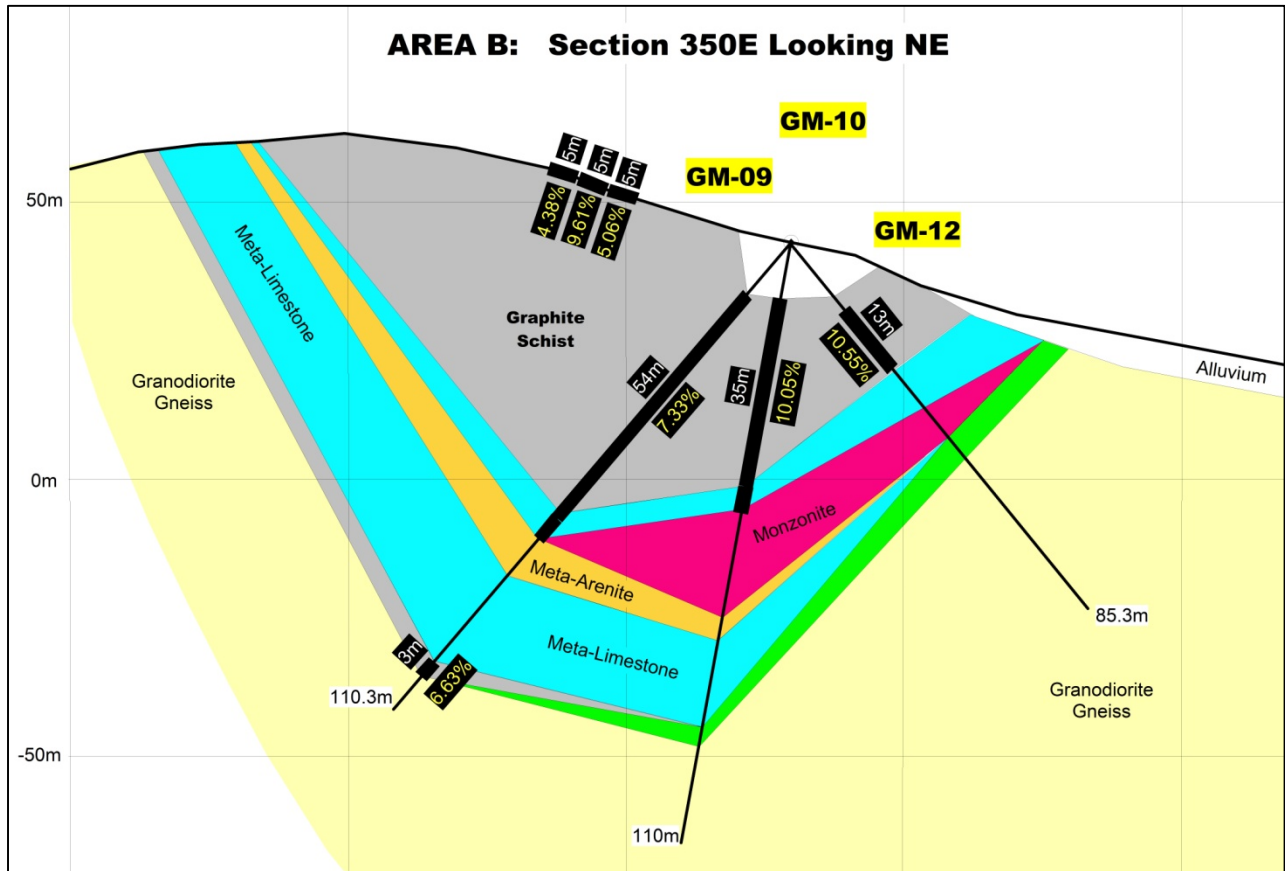 AREA B: Section 350E Looking NE
GM-10
GM-09
GM-12
5m
5m
5m
4.38%
9.61%
5.06%
50m
0m
-50m
Meta-Limestone
Graphite
Schist
Granodiorite
Gneiss
54m
7.33%
35m
10.05%
13m
10.55%
Alluvium
Monzonite
Meta-Arenite
Meta-Limestone
3m
6.63%
110.3m
110m
85.3m
Granodiorite
Gneiss